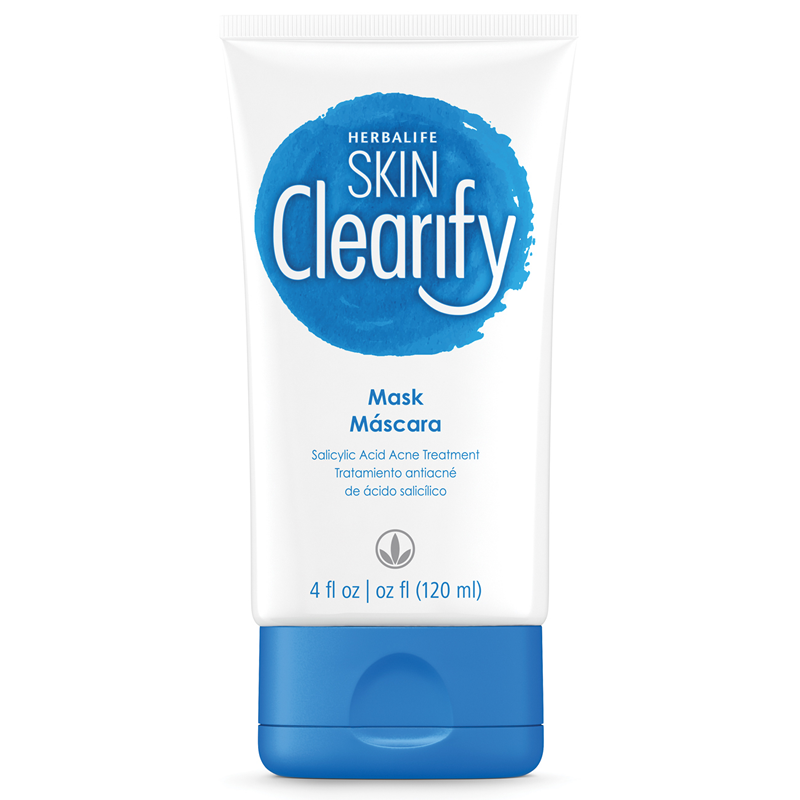 HERBALIFE
SKIN
Clearify
Mask
Máscara
Salicylic Acid Acne Treatment
Tratamiento antiacné
de ácido salicílico
4 fl oz | oz fl (120 ml)